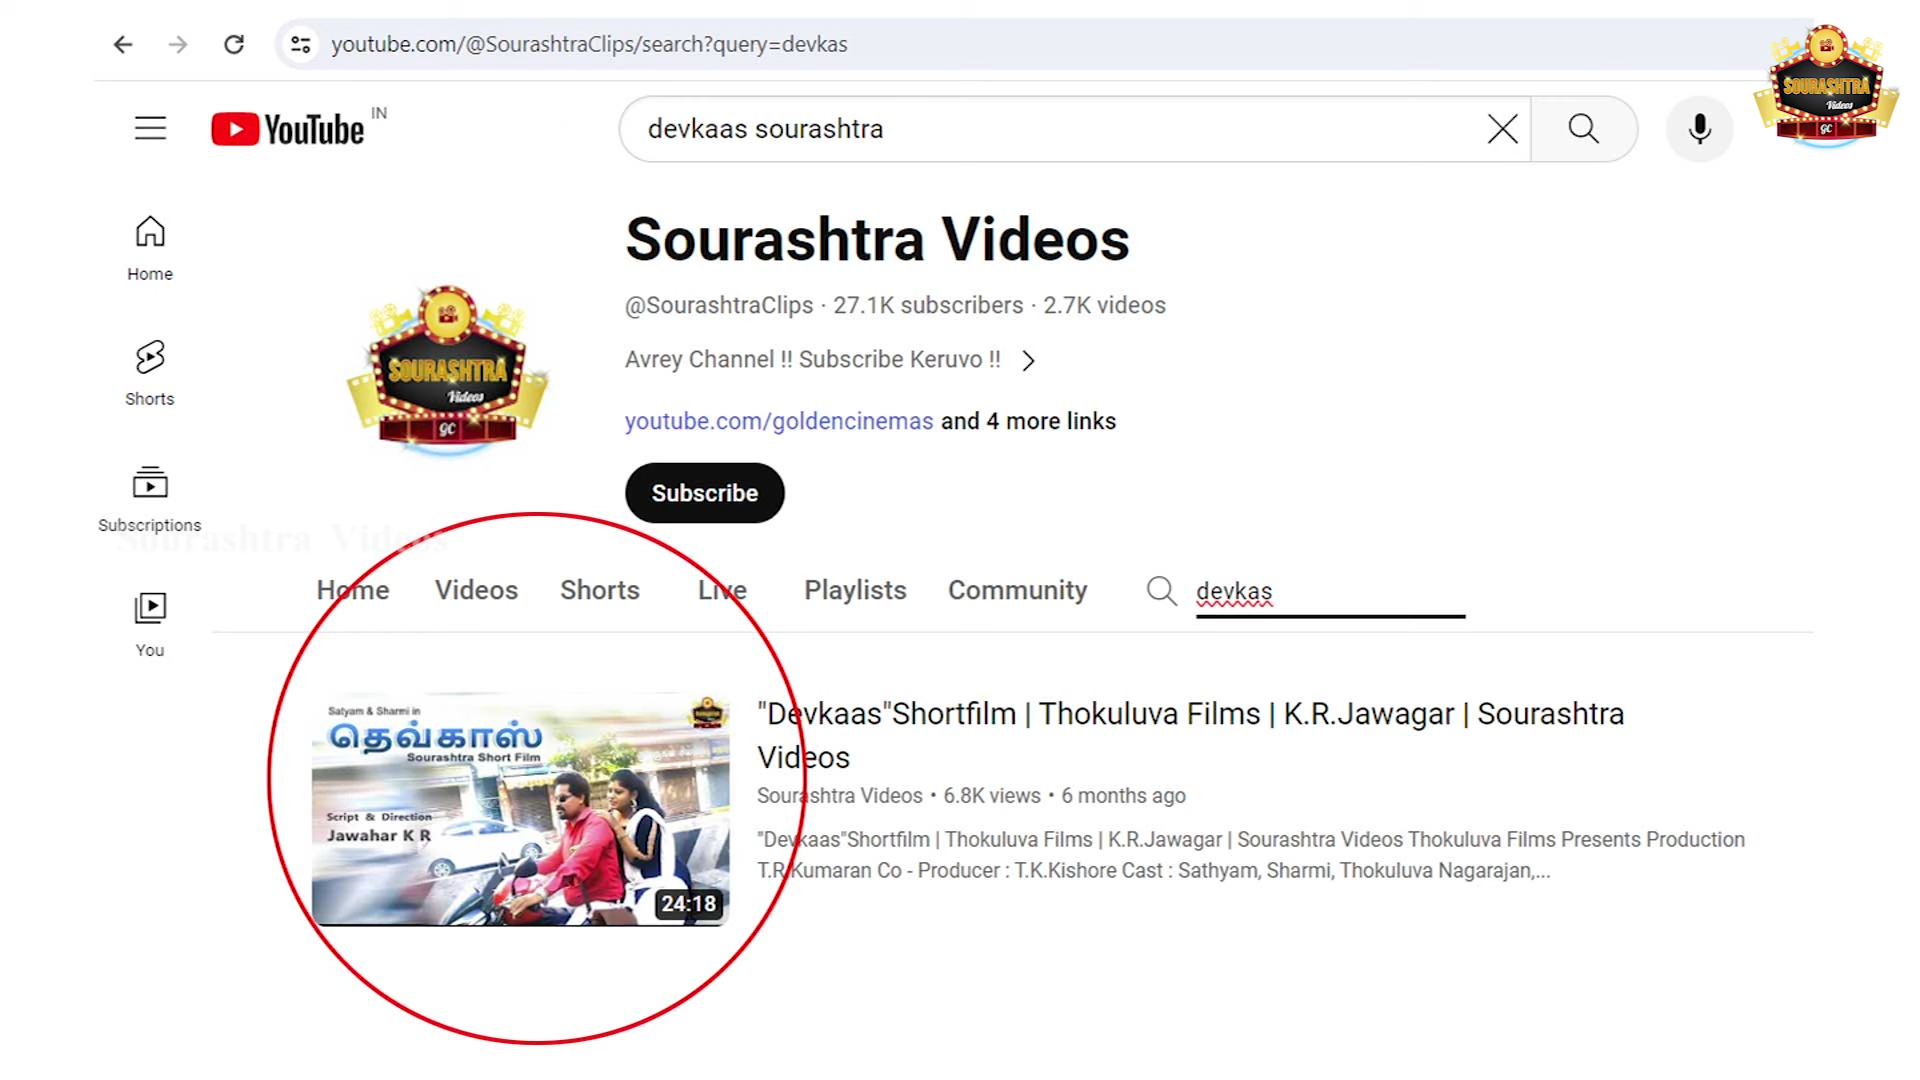 youtube.com/@SourashtraClips/search?query=devkas
SOURASHTRA
Videos
GC
YouTube IN
devkaas sourashtra
Home
Shorts
Subscriptions
You
SOURASHTRA
Videos
GC
Sourashtra Videos
@SourashtraClips · 27.1K subscribers · 2.7K videos
Avrey Channel !! Subscribe Keruvo !!
youtube.com/goldencinemas and 4 more links
Subscribe
Sourashtra Videos
Home Videos Shorts Live Playlists Community devkas
Satyam & Sharmi in
தெவ்காஸ்
Sourashtra Short Film
Script & Direction
Jawahar K R
24:18
"Devkaas"Shortfilm | Thokuluva Films | K.R.Jawagar | Sourashtra
Videos
Sourashtra Videos • 6.8K views • 6 months ago
"Devkaas"Shortfilm | Thokuluva Films | K.R.Jawagar | Sourashtra Videos Thokuluva Films Presents Production
T.R.Kumaran Co - Producer : T.K.Kishore Cast : Sathyam, Sharmi, Thokuluva Nagarajan,...